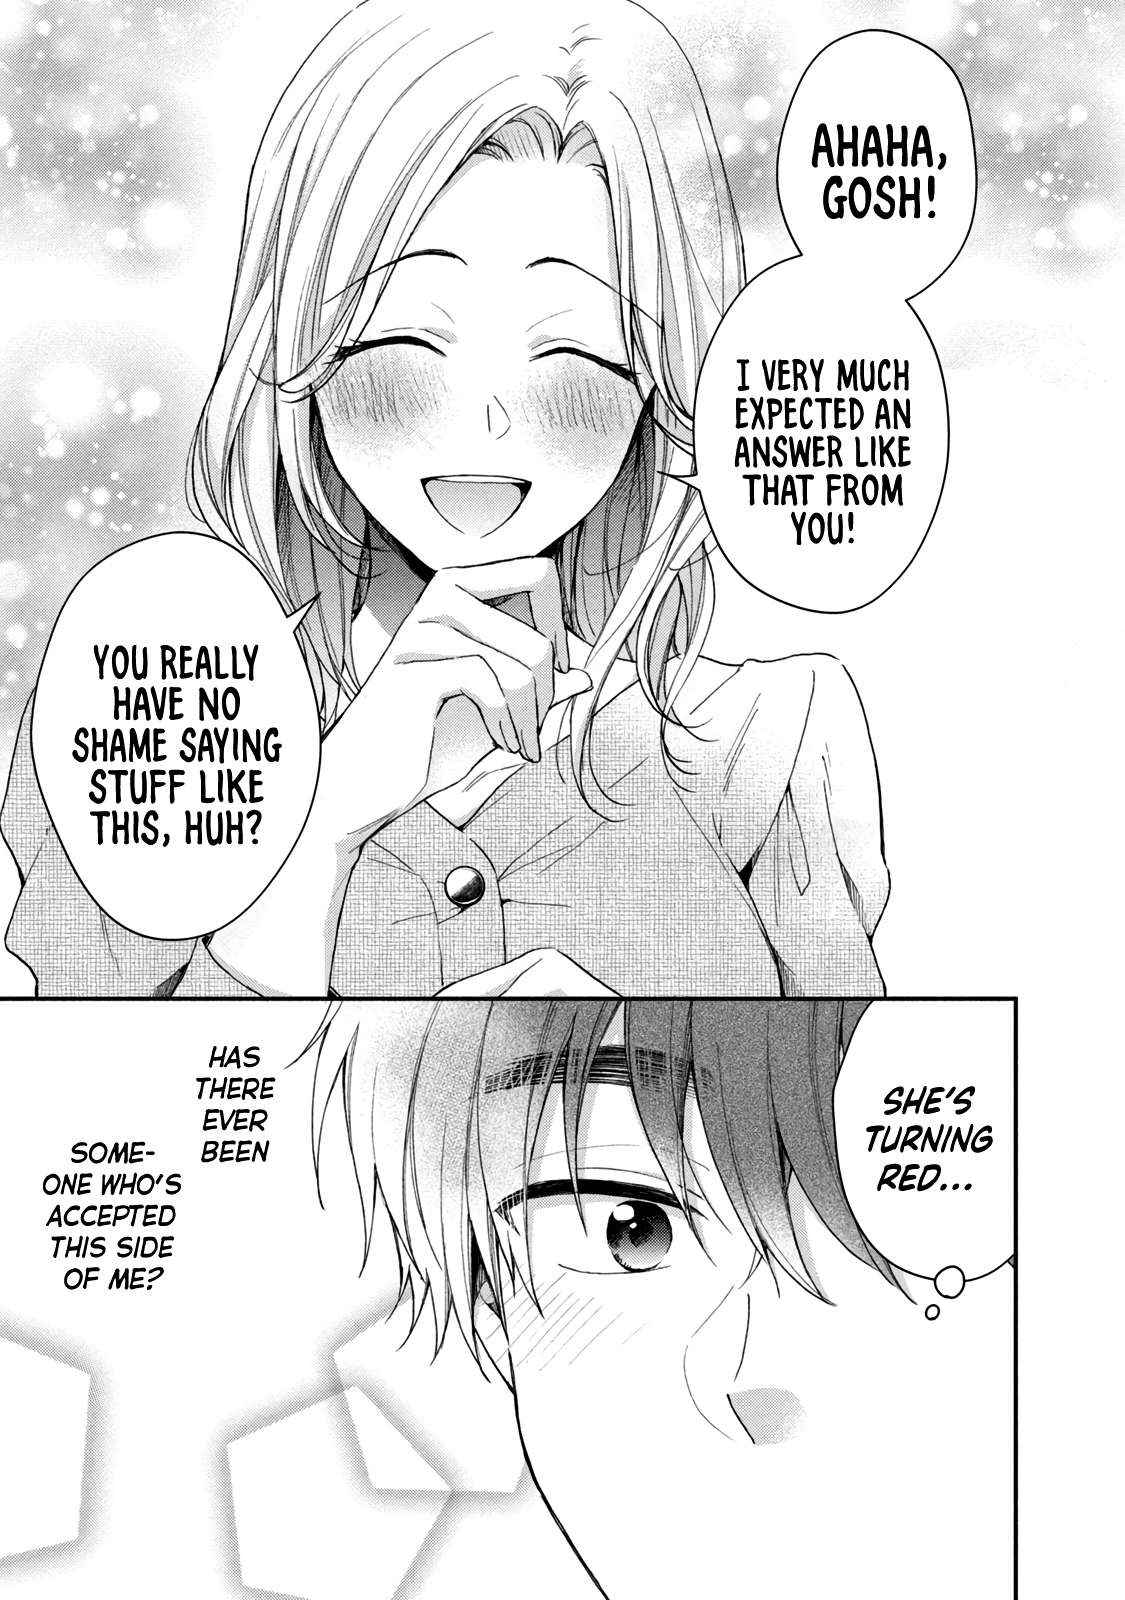 AHAHA,
GOSH!
I VERY MUCH
EXPECTED AN
ANSWER LIKE
THAT FROM
YOU!
YOU REALLY
HAVE NO
SHAME SAYING
STUFF LIKE
THIS, HUH?
SHE'S
TURNING
RED...
HAS
THERE
EVER
BEEN
SOME-
ONE WHO'S
ACCEPTED
THIS SIDE
OF ME?